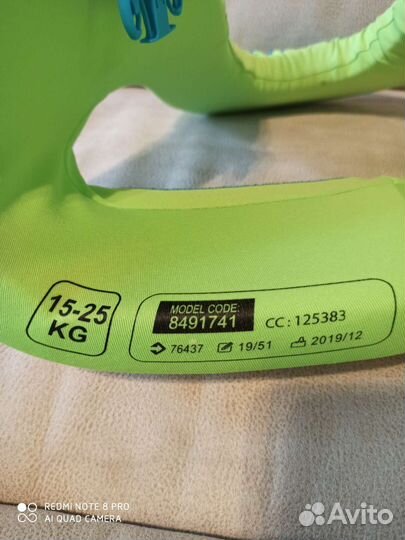 15-25
KG
MODEL CODE:
8491741
CC: 125383
76437
19/51
2019/12
REDMI NOTE 8 PRO
AI QUAD CAMERA
Avito